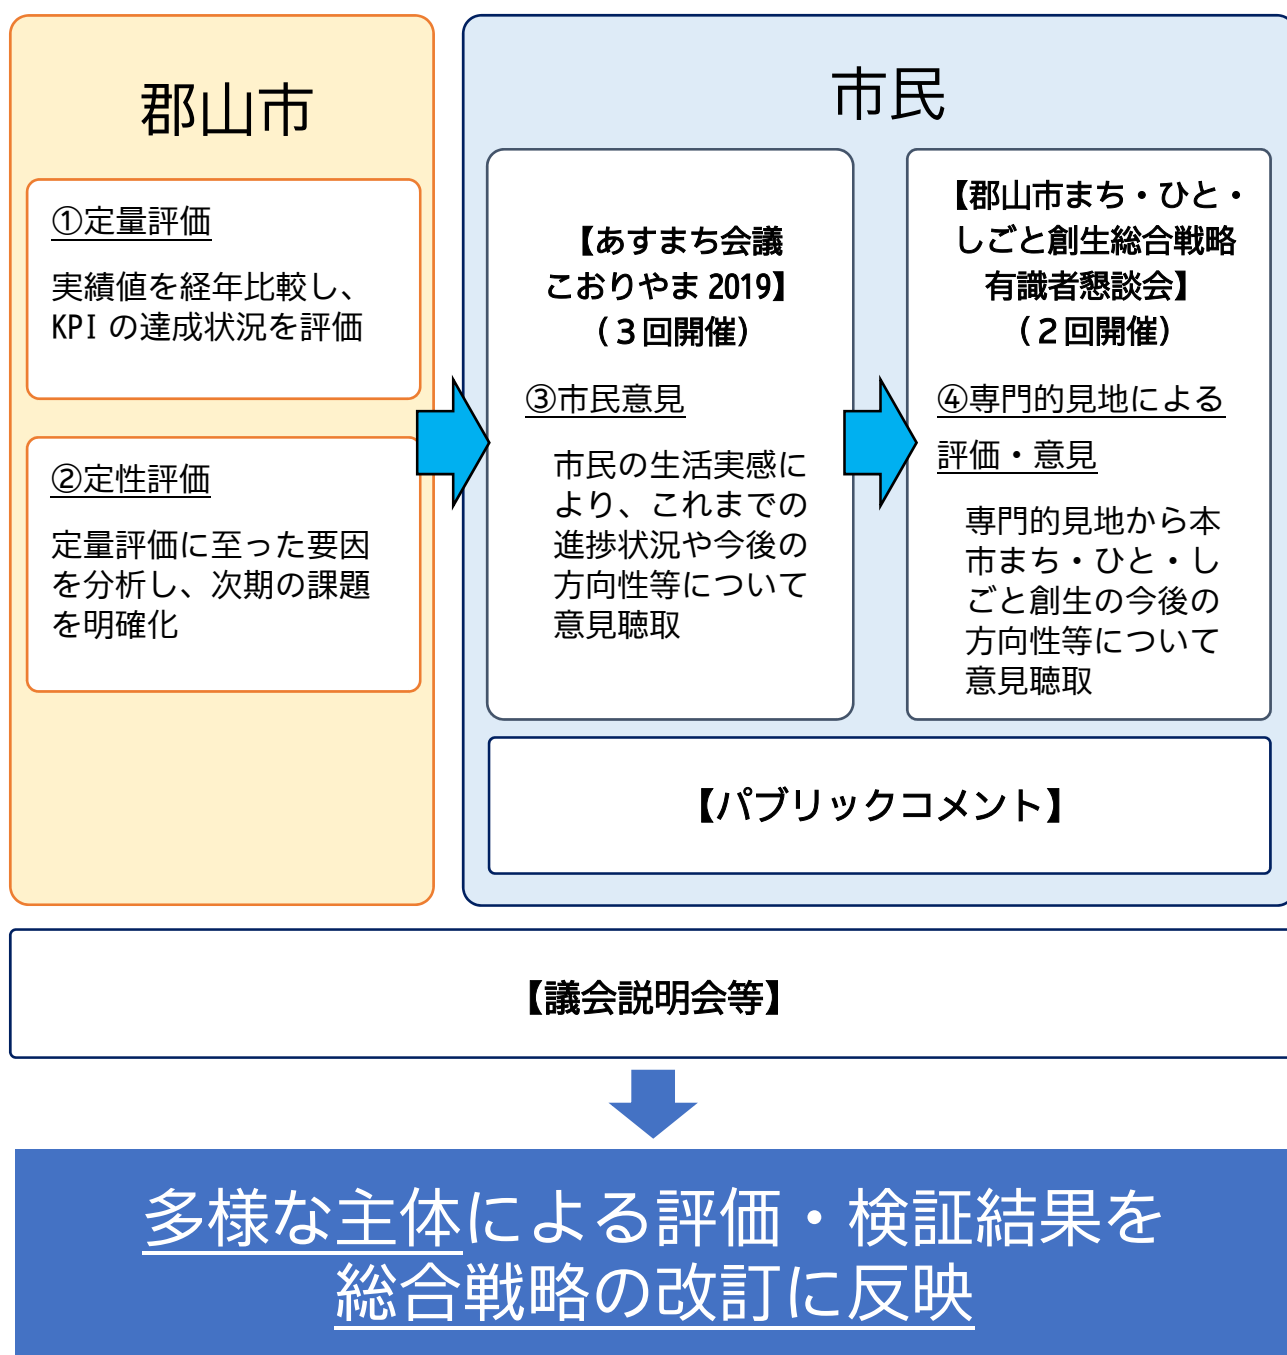 郡山市
①定量評価
実績値を経年比較し、
KPIの達成状況を評価
②定性評価
定量評価に至った要因
を分析し、次期の課題
を明確化
市民
【あすまち会議
こおりやま2019】
（３回開催）
③市民意見
市民の生活実感に
より、これまでの
進捗状況や今後の
方向性等について
意見聴取
【郡山市まち・ひと・
しごと創生総合戦略
有識者懇談会】
（２回開催）
④専門的見地による
評価・意見
専門的見地から本
市まち・ひと・し
ごと創生の今後の
方向性等について
意見聴取
【パブリックコメント】
【議会説明会等】
多様な主体による評価・検証結果を
総合戦略の改訂に反映